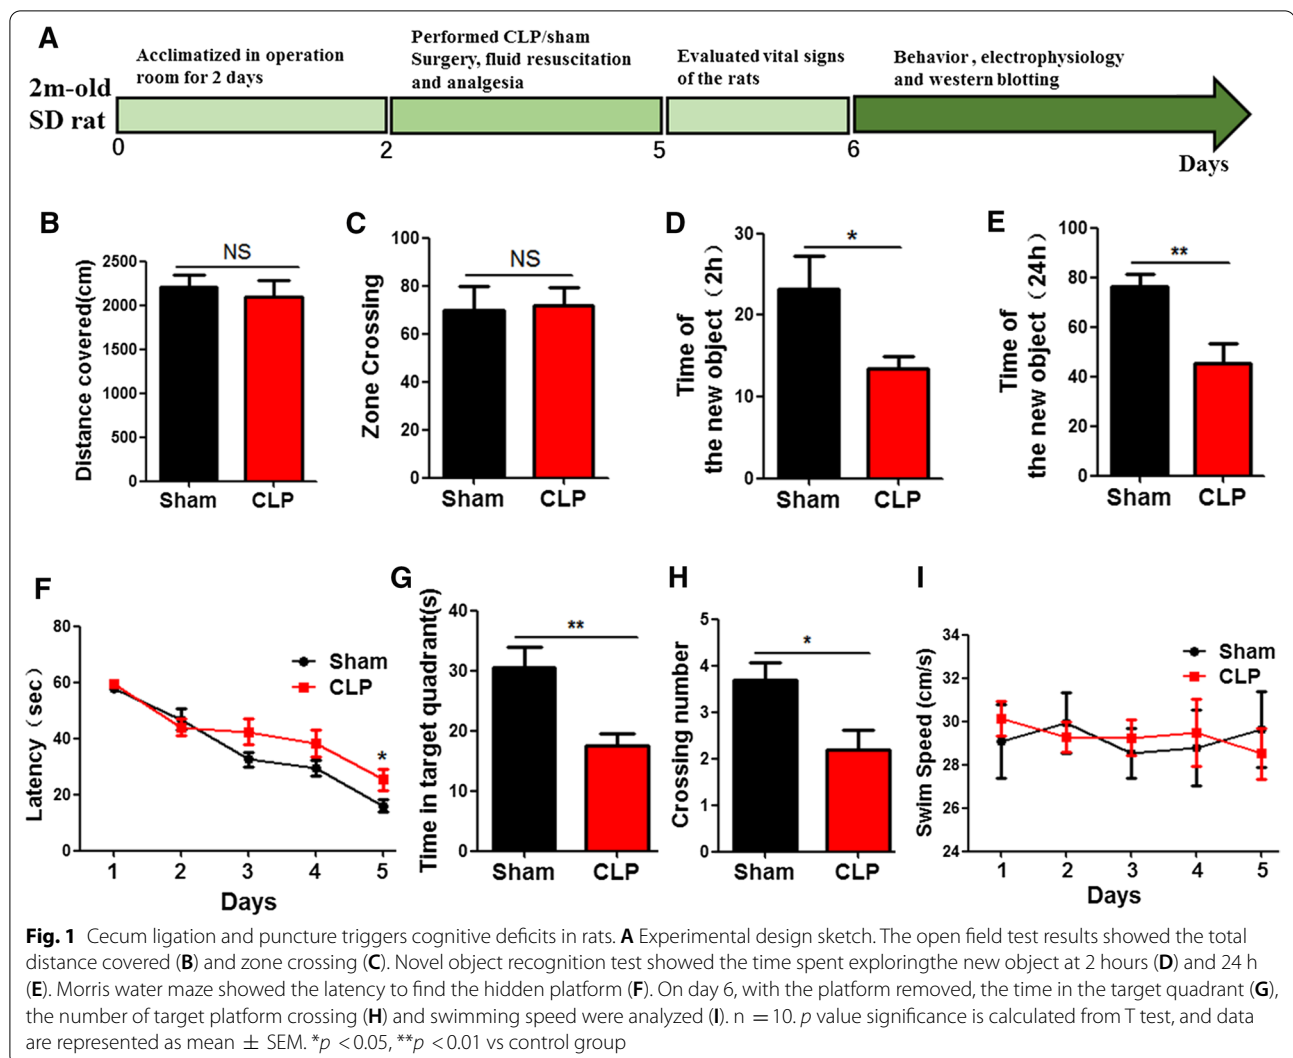 A
Acclimatized in operation
room for 2 days
Performed CLP/sham
Surgery, fluid resuscitation
and analgesia
Evaluated vital signs
of the rats
Behavior, electrophysiology
and western blotting
2m-old
SD rat
0
2
5
6
Days
B
Distance covered(cm)
2500
2000
1500
1000
500
0
NS
Sham
CLP
C
Zone Crossing
100
80
60
40
20
0
NS
Sham
CLP
D
Time of
the new object（2h）
30
20
10
0
*
Sham
CLP
E
Time of
the new object（24h）
100
80
60
40
20
0
**
Sham
CLP
F
Latency（sec）
80
60
40
20
0
Sham
CLP
*
1
2
3
4
5
Days
G
Time in target quadrant(s)
40
30
20
10
0
**
Sham
CLP
H
Crossing number
5
4
3
2
1
0
*
Sham
CLP
I
Swim Speed (cm/s)
34
32
30
28
26
24
Sham
CLP
1
2
3
4
5
Days
Fig. 1 Cecum ligation and puncture triggers cognitive deficits in rats. A Experimental design sketch. The open field test results showed the total
distance covered (B) and zone crossing (C). Novel object recognition test showed the time spent exploringthe new object at 2 hours (D) and 24 h
(E). Morris water maze showed the latency to find the hidden platform (F). On day 6, with the platform removed, the time in the target quadrant (G),
the number of target platform crossing (H) and swimming speed were analyzed (I). n = 10. p value significance is calculated from T test, and data
are represented as mean ± SEM. *p < 0.05, **p < 0.01 vs control group